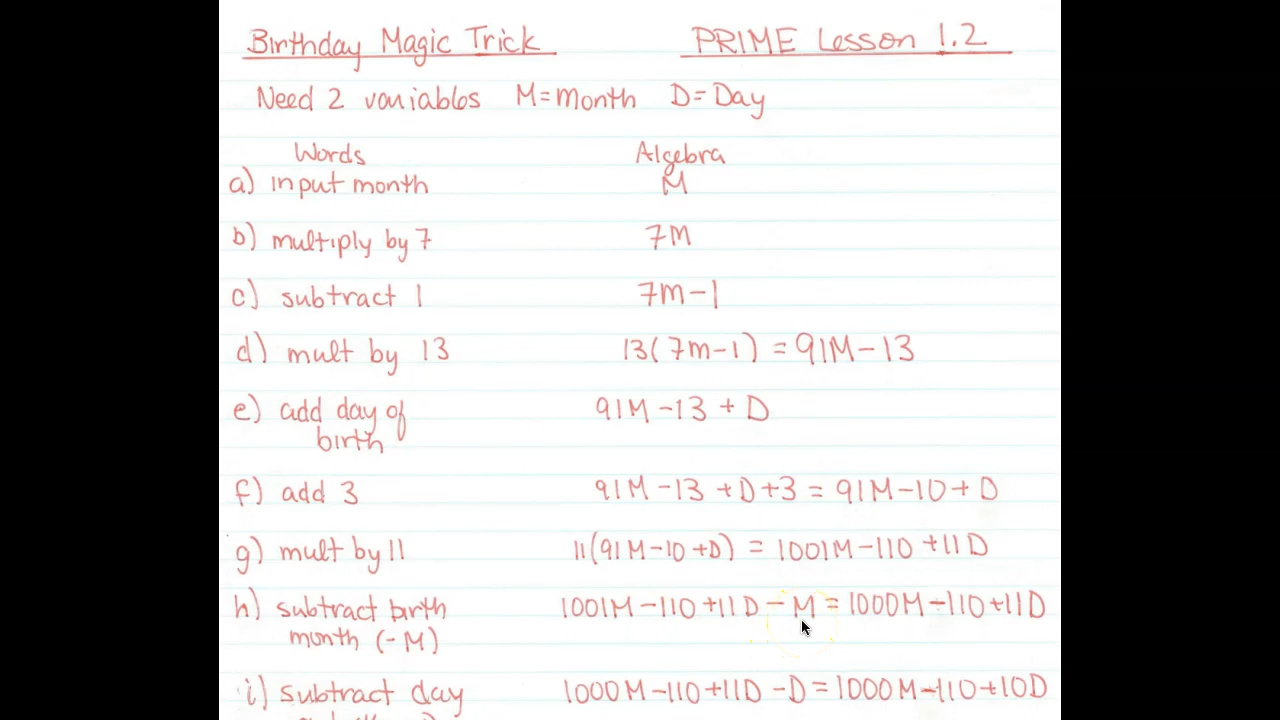 Birthday Magic Trick PRIME Lesson 1.2
Need 2 variables M=Month D=Day
Words Algebra
a) input month M
b) multiply by 7 7M
c) subtract 1 7m-1
d) mult by 13 13(7m-1) = 91M-13
e) add day of 91M-13 + D
birth
f) add 3 91M-13 +D+3 = 91M-10+D
g) mult by 11 11(91M-10+D) = 1001M-110 +11D
h) subtract birth 1001M-110+11D-M = 1000M-110+11D
month (-M)
i) subtract day 1000M-110+11D-D = 1000M-110+10D